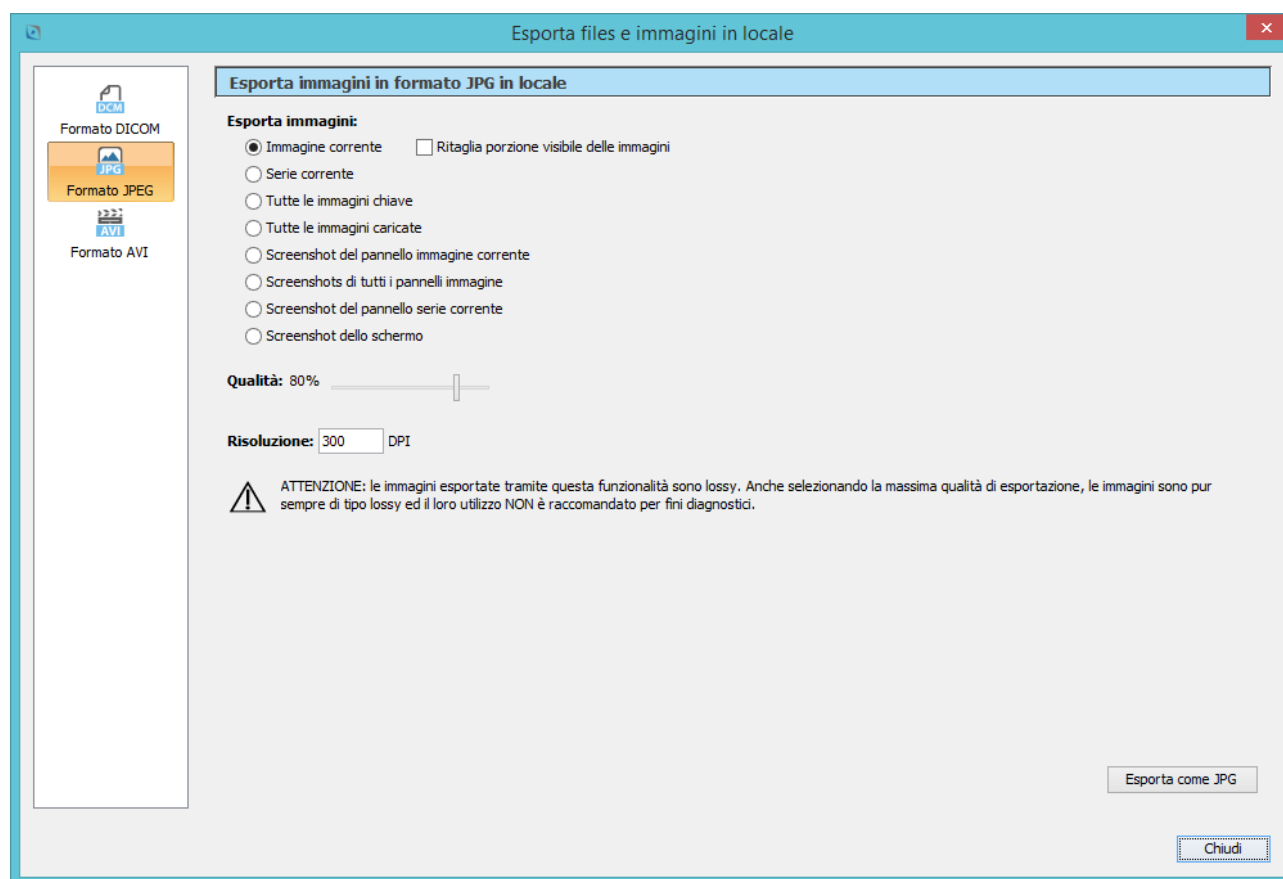 Esporta files e immagini in locale
DCM
Formato DICOM
JPG
Formato JPEG
AVI
Formato AVI
Esporta immagini in formato JPG in locale
Esporta immagini:
Immagine corrente Ritaglia porzione visibile delle immagini
Serie corrente
Tutte le immagini chiave
Tutte le immagini caricate
Screenshot del pannello immagine corrente
Screenshots di tutti i pannelli immagine
Screenshot del pannello serie corrente
Screenshot dello schermo
Qualità: 80%
Risoluzione: 300 DPI
ATTENZIONE: le immagini esportate tramite questa funzionalità sono lossy. Anche selezionando la massima qualità di esportazione, le immagini sono pur
sempre di tipo lossy ed il loro utilizzo NON è raccomandato per fini diagnostici.
Esporta come JPG
Chiudi